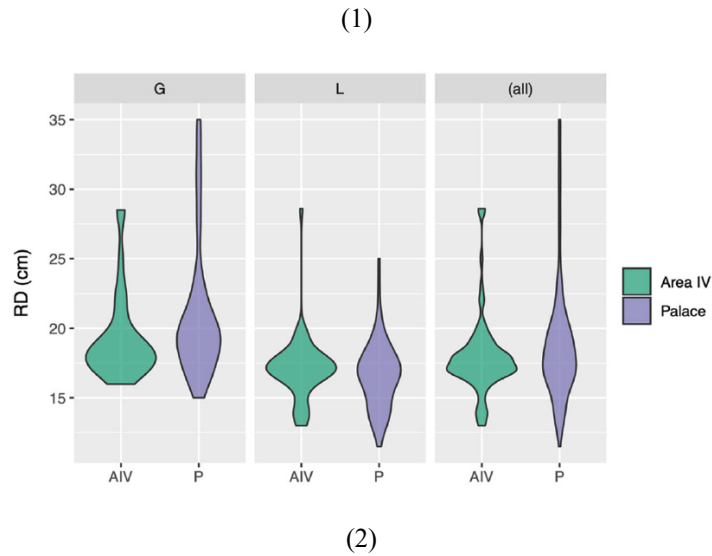 (1)
G L (all)
35
30
25
20
15
RD (cm)
Area IV
Palace
AIV P AIV P AIV P
(2)